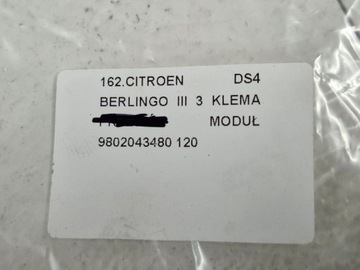 162.CITROEN DS4
BERLINGO III 3 KLEMA
MODUŁ
9802043480 120